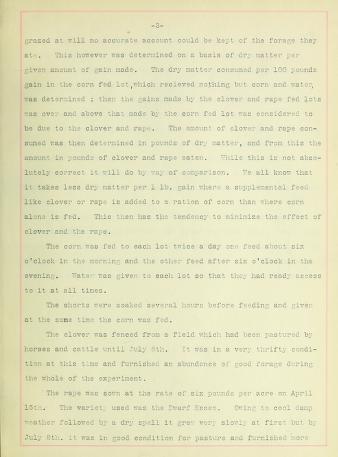 -3-
grazed at will no accurate account could be kept of the forage they
ate. This however was determined on a basis of dry matter per
given amount of gain made. The dry matter consumed per 100 pounds
gain in the corn fed lot, which recieved nothing but corn and water,
was determined ; then the gains made by the clover and rape fed lots
was over and above that made by the corn fed lot was considered to
be due to the clover and rape. The amount of clover and rape con-
sumed was then determined in pounds of dry matter, and from this the
amount in pounds of clover and rape eaten. While this is not abso-
lutely correct it will do by way of comparison. We all know that
it takes less dry matter per 1 lb. gain where a supplemental feed
like clover or rape is added to a ration of corn than where corn
alone is fed. This then has the tendency to minimize the effect of
clover and the rape.
The corn was fed to each lot twice a day one feed about six
o'clock in the morning and the other feed after six o'clock in the
evening. Water was given to each lot so that they had ready access
to it at all times.
The shorts were soaked several hours before feeding and given
at the same time the corn was fed.
The clover was fenced from a field which had been pastured by
horses and cattle until July 8th. It was in a very thrifty condi-
tion at this time and furnished an abundance of good forage during
the whole of the experiment.
The rape was sown at the rate of six pounds per acre on April
15th. The variety used was the Dwarf Essex. Owing to cool damp
weather followed by a dry spell it grew very slowly at first but by
July 8th. it was in good condition for pasture and furnished more